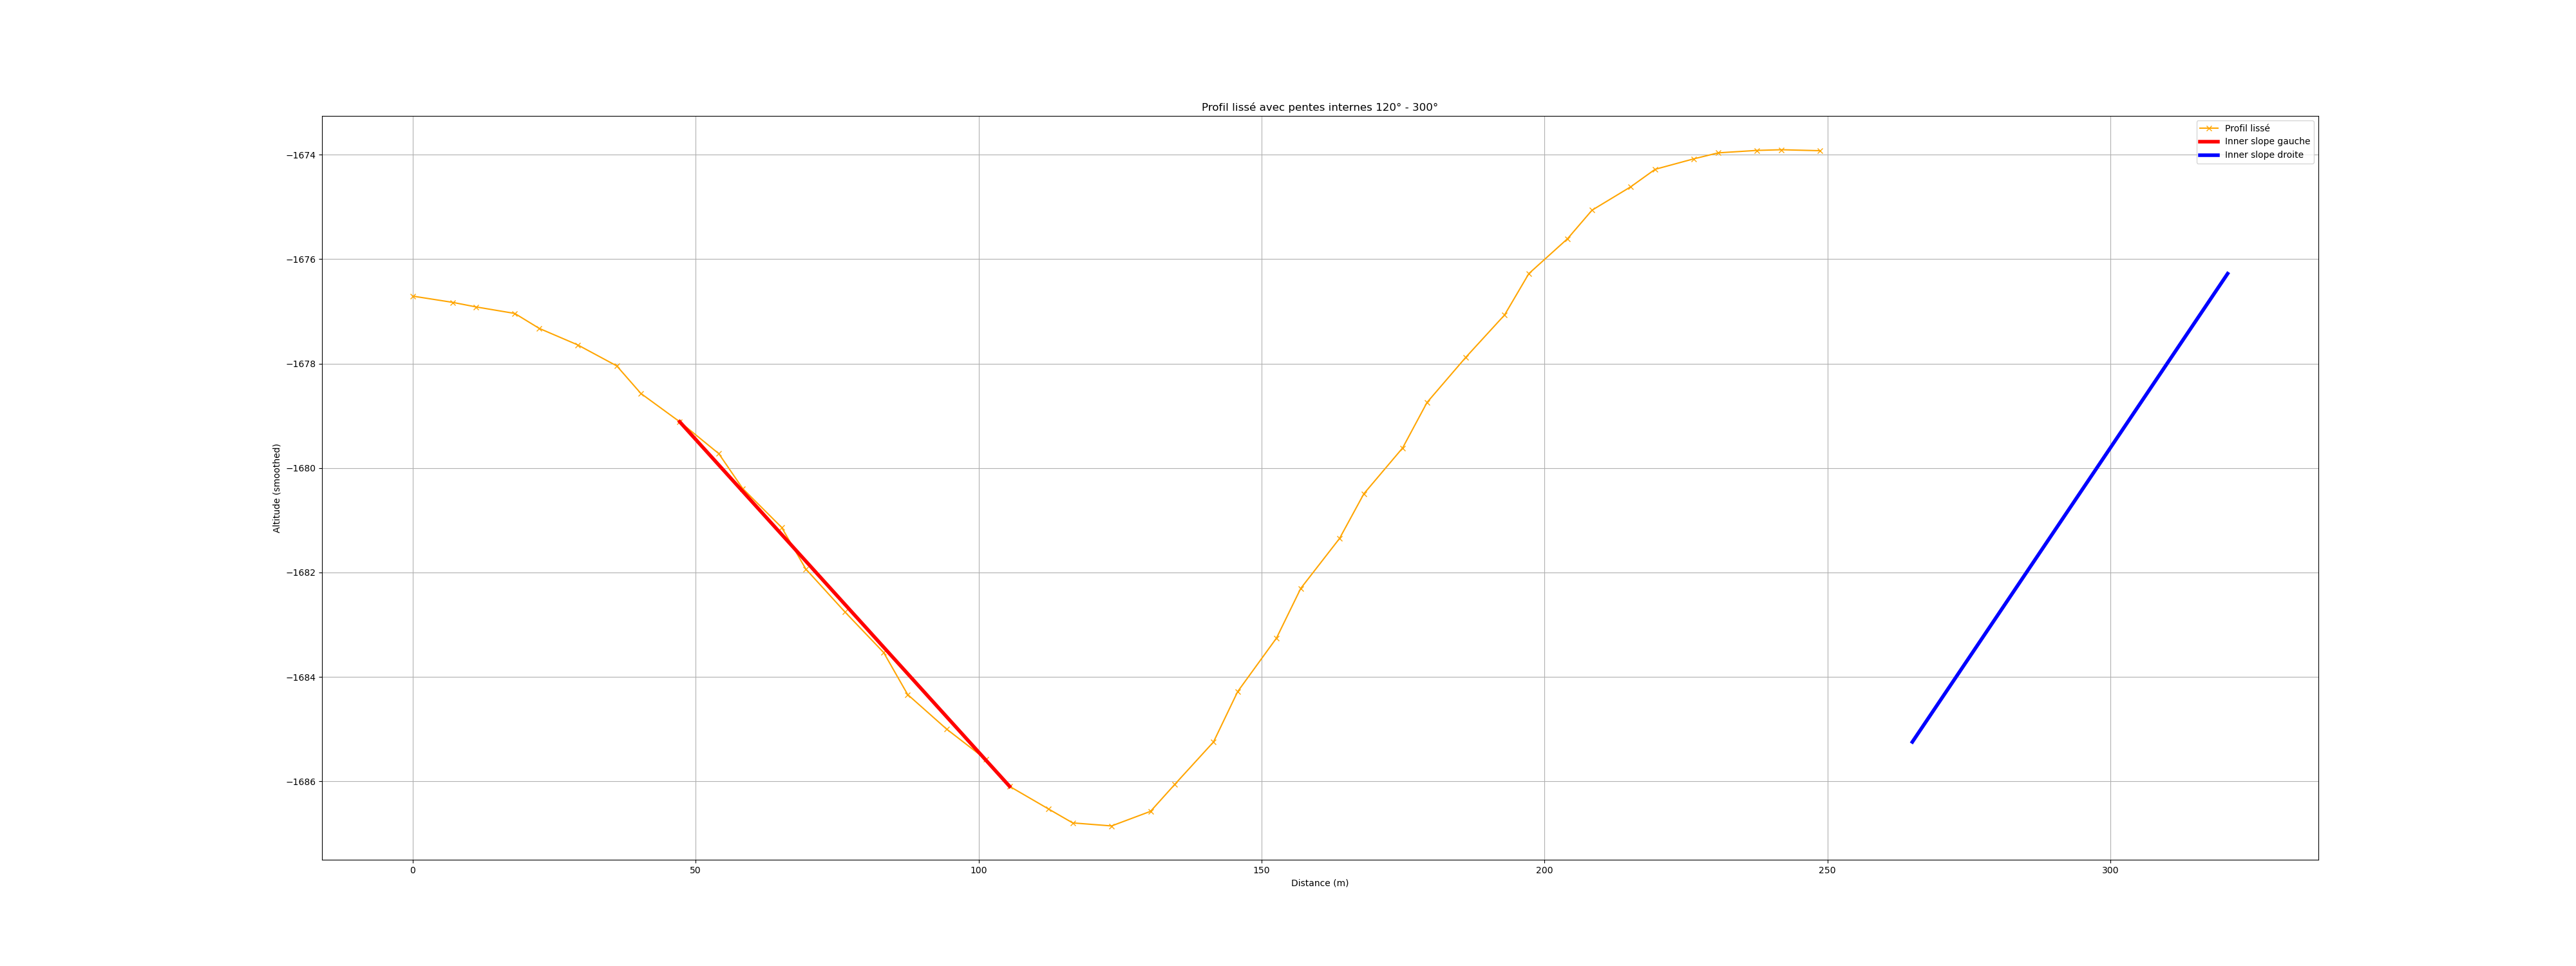 Profil lissé avec pentes internes 120° - 300°
Profil lissé
Inner slope gauche
Inner slope droite
Altitude (smoothed)
−1674
−1676
−1678
−1680
−1682
−1684
−1686
0 50 100 150 200 250 300
Distance (m)